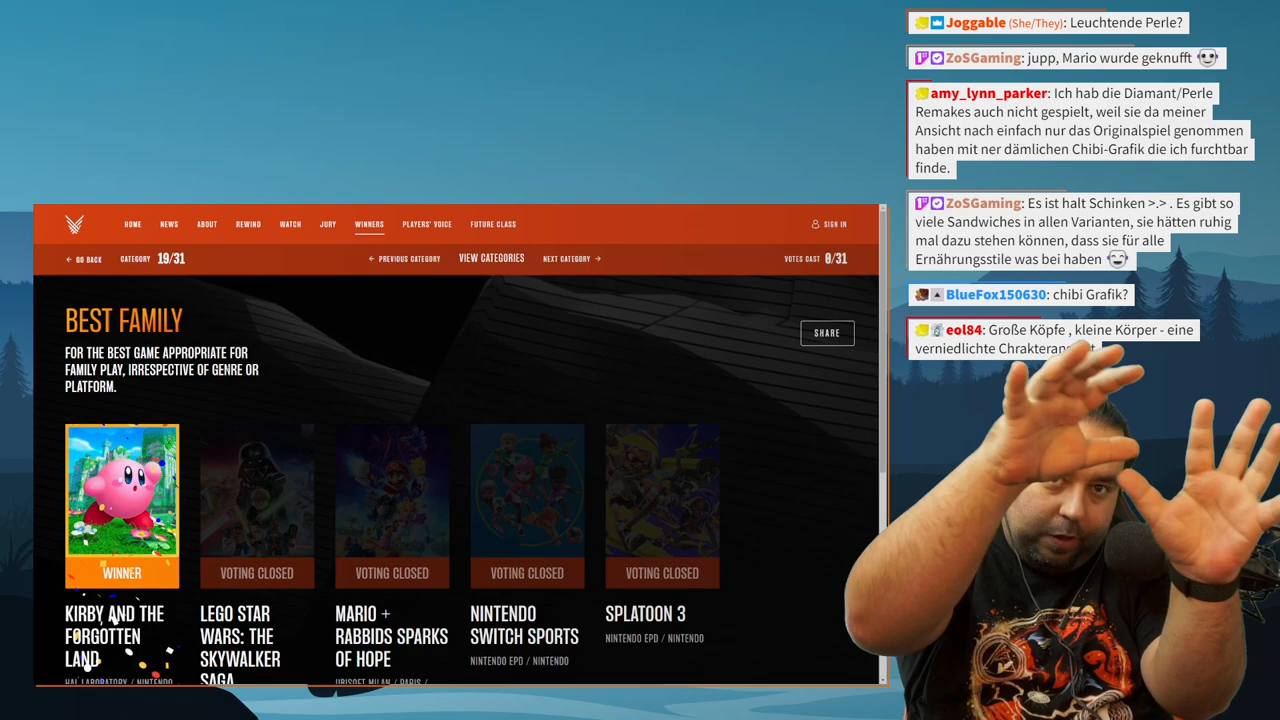 HOME NEWS ABOUT REWIND WATCH JURY WINNERS PLAYERS' VOICE FUTURE CLASS SIGN IN
GO BACK CATEGORY 19/31 PREVIOUS CATEGORY VIEW CATEGORIES NEXT CATEGORY VOTES CAST 0/31
BEST FAMILY
SHARE
FOR THE BEST GAME APPROPRIATE FOR
FAMILY PLAY, IRRESPECTIVE OF GENRE OR
PLATFORM.
WINNER
KIRBY AND THE
FORGOTTEN
LAND
HAL LABORATORY / NINTENDO
VOTING CLOSED
LEGO STAR
WARS: THE
SKYWALKER
SAGA
VOTING CLOSED
MARIO +
RABBIDS SPARKS
OF HOPE
UBISOFT MILAN / PARIS /
VOTING CLOSED
NINTENDO
SWITCH SPORTS
NINTENDO EPD / NINTENDO
VOTING CLOSED
SPLATOON 3
NINTENDO EPD / NINTENDO
Joggable (She/They): Leuchtende Perle?
ZoSGaming: jupp, Mario wurde geknufft
amy_lynn_parker: Ich hab die Diamant/Perle
Remakes auch nicht gespielt, weil sie da meiner
Ansicht nach einfach nur das Originalspiel genommen
haben mit ner dämlichen Chibi-Grafik die ich furchtbar
finde.
ZoSGaming: Es ist halt Schinken >.> . Es gibt so
viele Sandwiches in allen Varianten, sie hätten ruhig
mal dazu stehen können, dass sie für alle
Ernährungsstile was bei haben
BlueFox150630: chibi Grafik?
eol84: Große Köpfe , kleine Körper - eine
verniedlichte